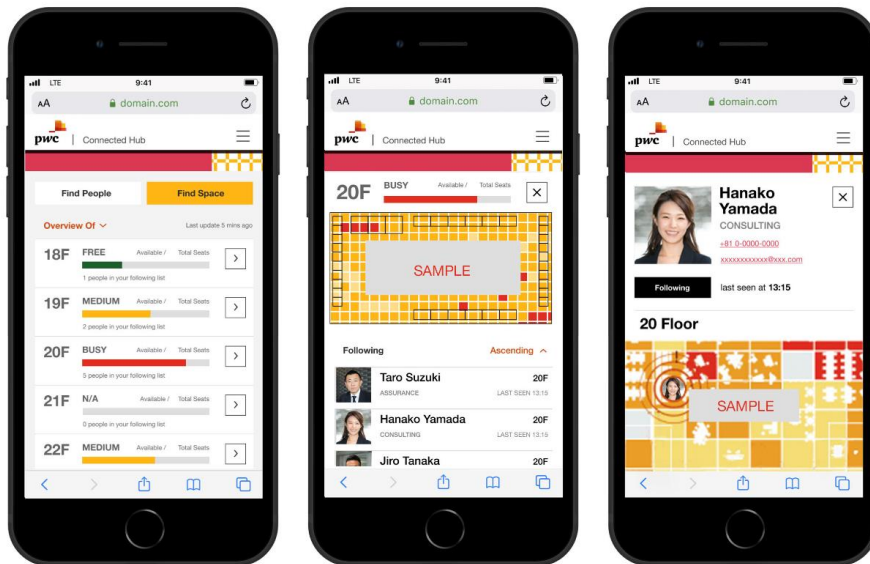 LTE 9:41
AA domain.com
pwc | Connected Hub
Find People Find Space
Overview Of Last update 5 mins ago
18F FREE Available / Total Seats
1 people in your following list
19F MEDIUM Available / Total Seats
2 people in your following list
20F BUSY Available / Total Seats
5 people in your following list
21F N/A Available / Total Seats
0 people in your following list
22F MEDIUM Available / Total Seats
LTE 9:41
AA domain.com
pwc | Connected Hub
20F BUSY Available / Total Seats
SAMPLE
Following Ascending
Taro Suzuki 20F
ASSURANCE LAST SEEN 13:15
Hanako Yamada 20F
CONSULTING LAST SEEN 13:15
Jiro Tanaka 20F
LTE 9:41
AA domain.com
pwc | Connected Hub
Hanako
Yamada
CONSULTING
+81 0-0000-0000
xxxxxxxxxxxx@xxx.com
Following last seen at 13:15
20 Floor
SAMPLE